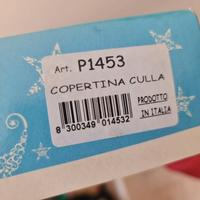 Art. P1453
COPERTINA CULLA
8 300349 014532
PRODOTTO
IN ITALIA